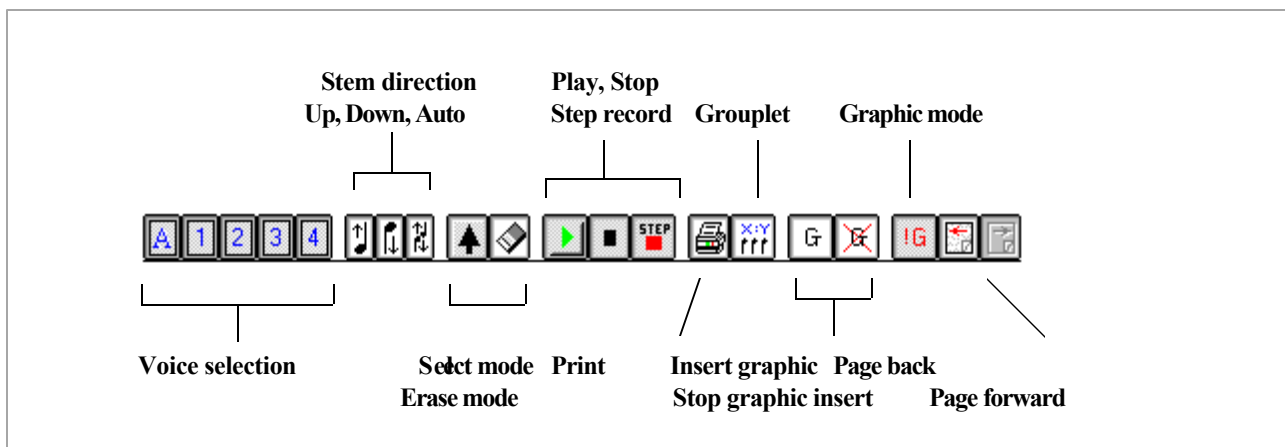 Stem direction Play, Stop
Up, Down, Auto Step record Grouplet Graphic mode
A 1 2 3 4 STEP X:Y G G !G
Voice selection Select mode Print Insert graphic Page back
Erase mode Stop graphic insert Page forward